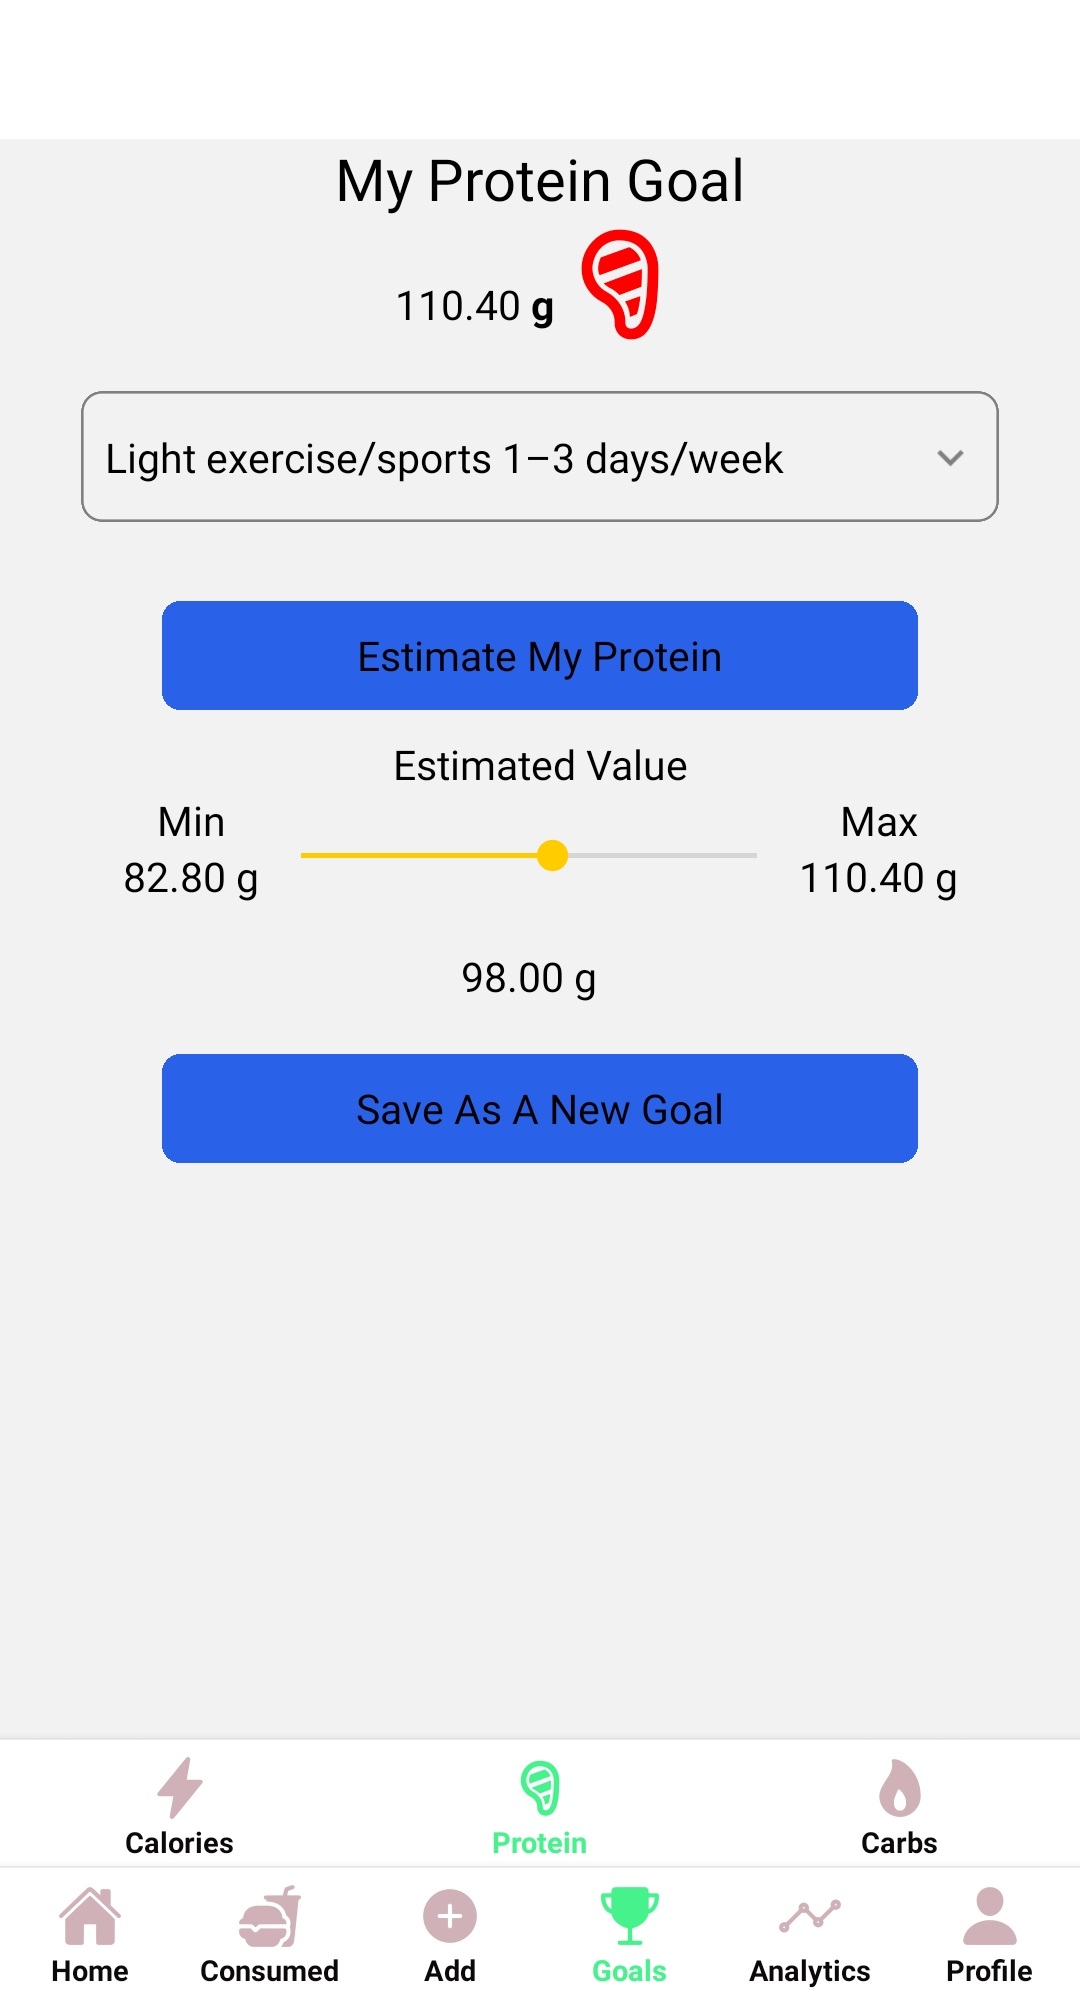 My Protein Goal
110.40 g
Light exercise/sports 1–3 days/week
Estimate My Protein
Estimated Value
Min
Max
82.80 g
110.40 g
98.00 g
Save As A New Goal
Calories
Protein
Carbs
Home
Consumed
Add
Goals
Analytics
Profile